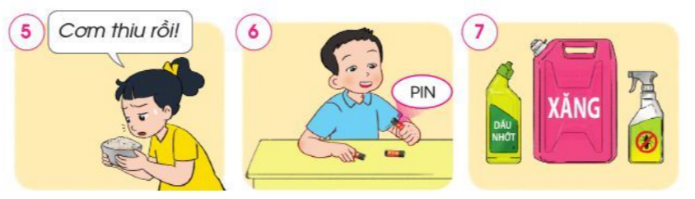 5
Cơm thiu rồi!
6
PIN
7
DẦU
NHỚT
XĂNG